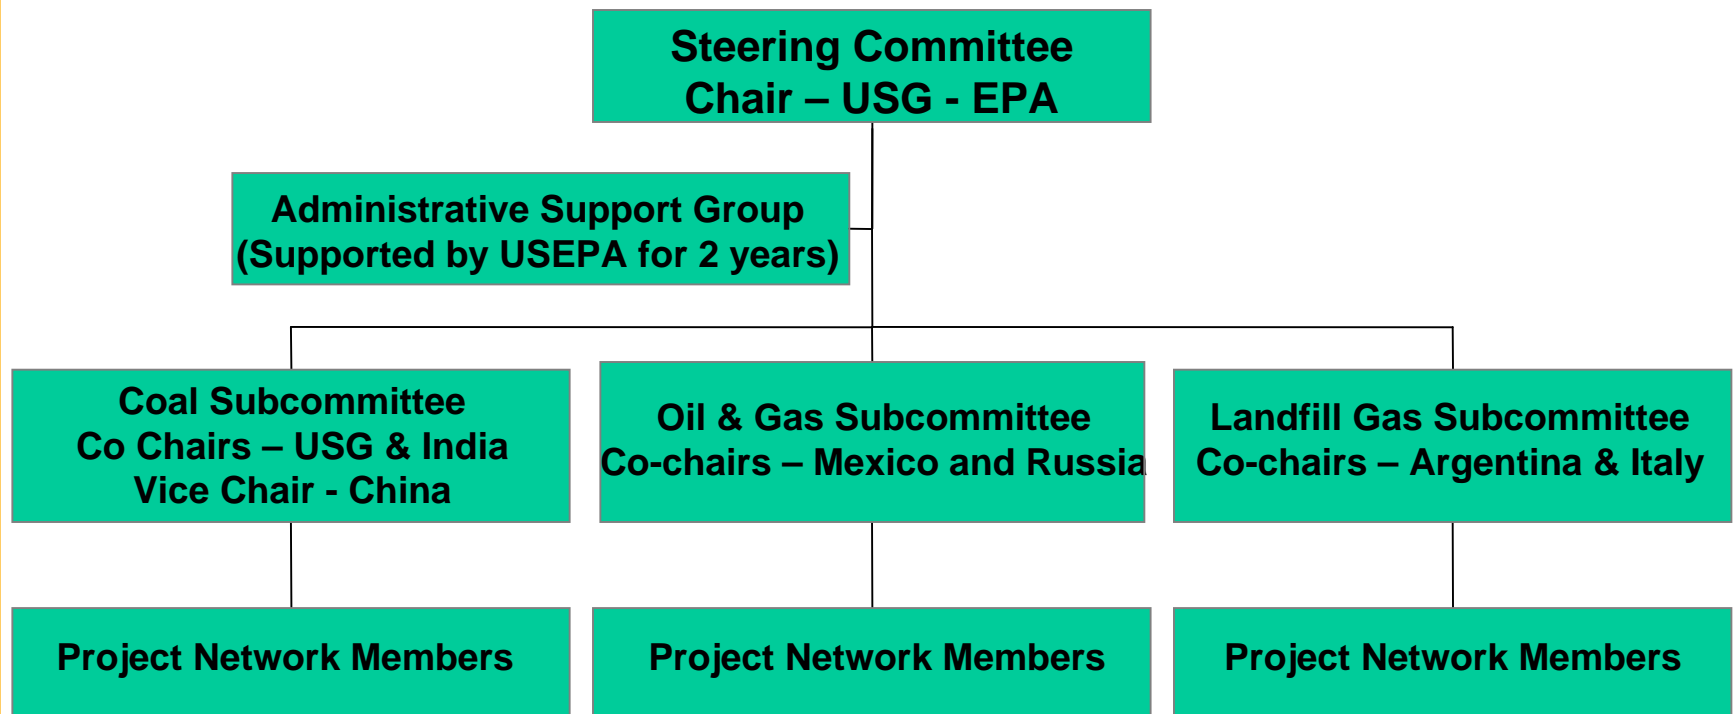 Steering Committee
Chair – USG - EPA
Administrative Support Group
(Supported by USEPA for 2 years)
Coal Subcommittee
Co Chairs – USG & India
Vice Chair - China
Oil & Gas Subcommittee
Co-chairs – Mexico and Russia
Landfill Gas Subcommittee
Co-chairs – Argentina & Italy
Project Network Members
Project Network Members
Project Network Members